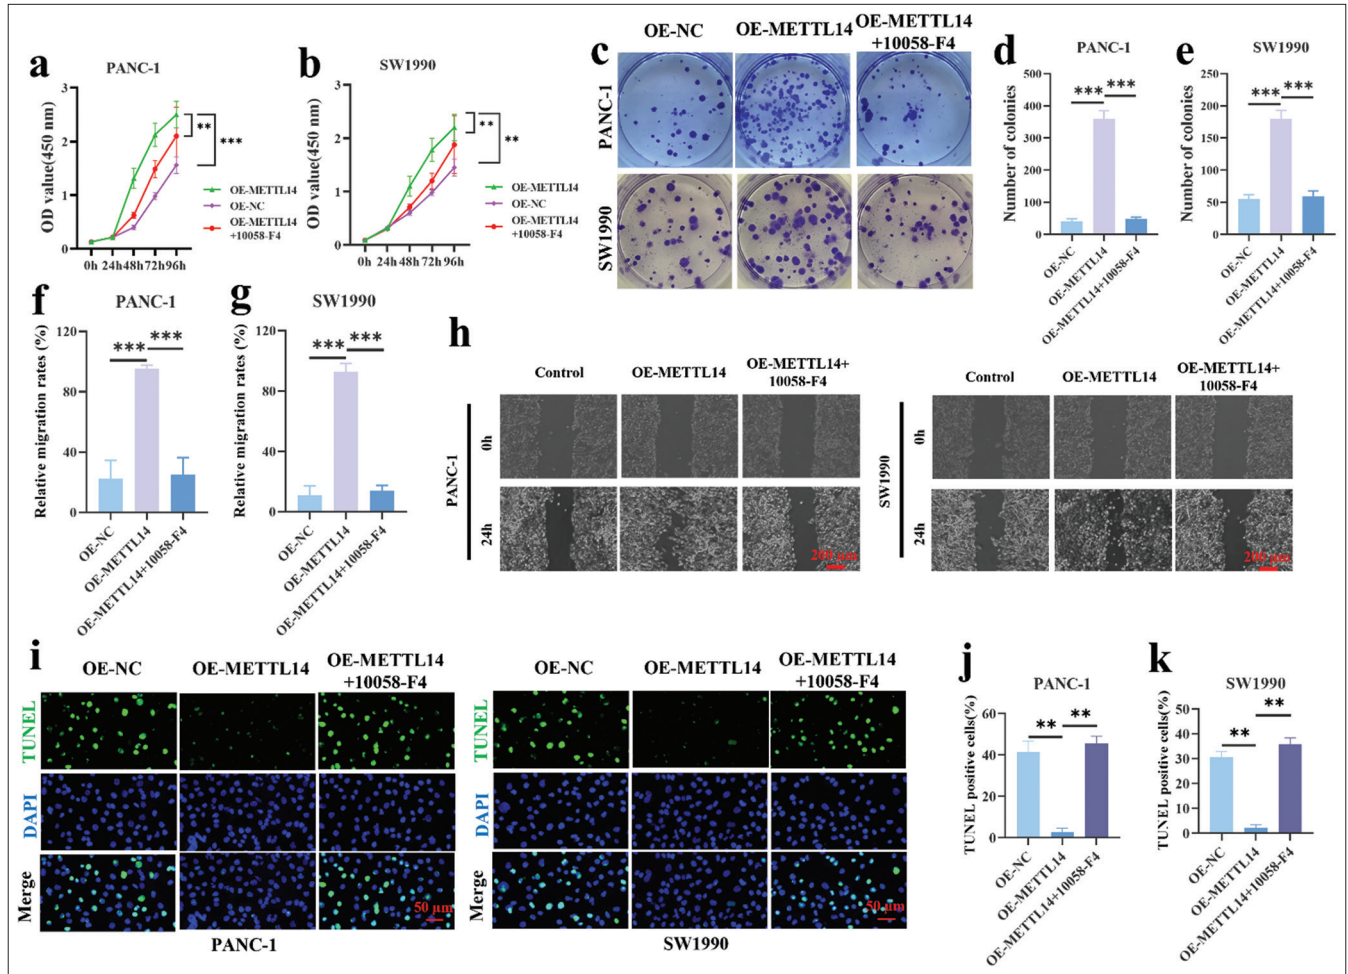 a
PANC-1
OD value(450 nm)
3
2
1
0
0h 24h 48h 72h 96h
**
***
OE-METTL14
OE-NC
OE-METTL14
+10058-F4
b
SW1990
OD value(450 nm)
3
2
1
0
0h 24h 48h 72h 96h
**
**
OE-METTL14
OE-NC
OE-METTL14
+10058-F4
c
OE-NC
OE-METTL14
OE-METTL14
+10058-F4
PANC-1
SW1990
d
PANC-1
Number of colonies
500
400
300
200
100
0
***
***
OE-NC
OE-METTL14
OE-METTL14+10058-F4
e
SW1990
Number of colonies
250
200
150
100
50
0
***
***
OE-NC
OE-METTL14
OE-METTL14+10058-F4
f
PANC-1
Relative migration rates (%)
120
80
40
0
***
***
OE-NC
OE-METTL14
OE-METTL14+10058-F4
g
SW1990
Relative migration rates (%)
120
80
40
0
***
***
OE-NC
OE-METTL14
OE-METTL14+10058-F4
h
Control
OE-METTL14
OE-METTL14+
10058-F4
PANC-1
0h
24h
200 μm
Control
OE-METTL14
OE-METTL14+
10058-F4
SW1990
0h
24h
200 μm
i
OE-NC
OE-METTL14
OE-METTL14
+10058-F4
TUNEL
DAPI
Merge
50 μm
PANC-1
OE-NC
OE-METTL14
OE-METTL14
+10058-F4
TUNEL
DAPI
Merge
50 μm
SW1990
j
PANC-1
TUNEL positive cells(%)
60
40
20
0
**
**
OE-NC
OE-METTL14
OE-METTL14+10058-F4
k
SW1990
TUNEL positive cells(%)
50
40
30
20
10
0
**
**
OE-NC
OE-METTL14
OE-METTL14+10058-F4